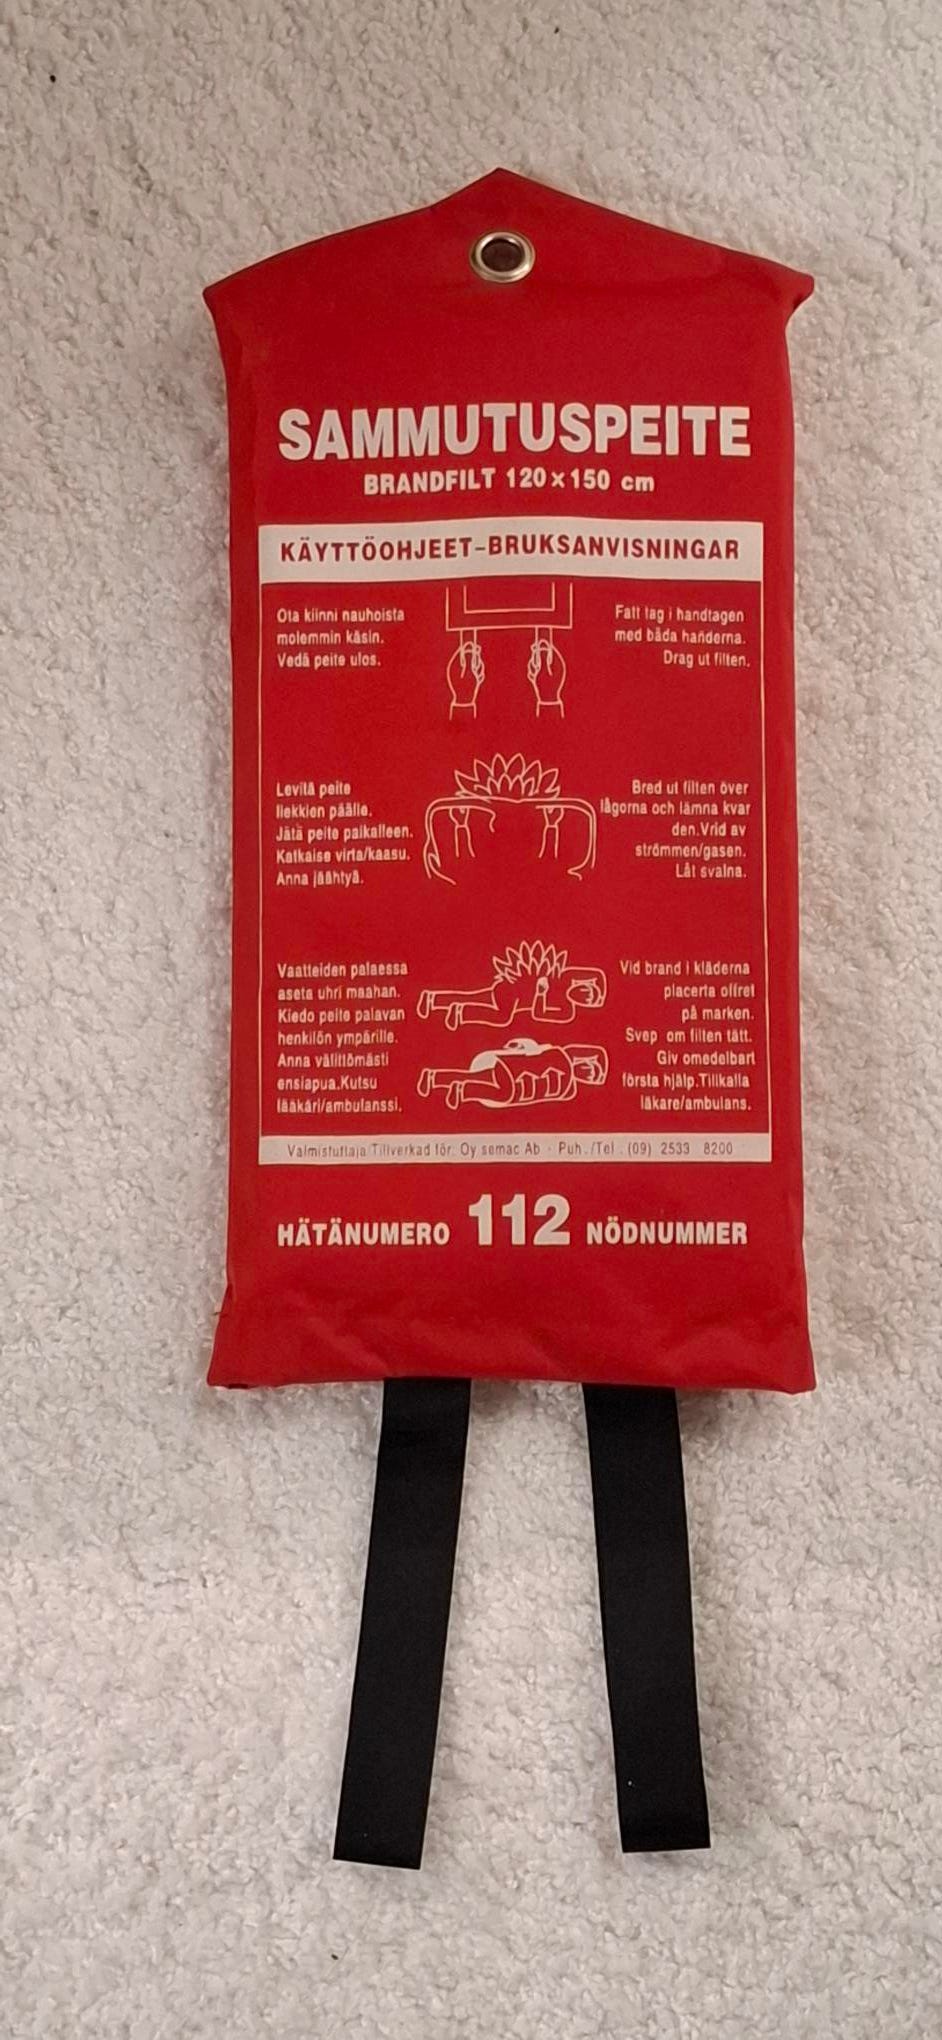 SAMMUTUSPEITE
BRANDFILT 120 x 150 cm
KÄYTTÖOHJEET-BRUKSANVISNINGAR
Ota kiinni nauhoista
molemmin käsin.
Vedä peite ulos.
Fatt tag i handtagen
med båda händerna.
Drag ut filten.
Levitä peite
liekkien päälle.
Jätä peite paikalleen.
Katkaise virta/kaasu.
Anna jäähtyä.
Bred ut filten över
lågorna och lämna kvar
den.Vrid av
strömmen/gasen.
Låt svalna.
Vaatteiden palaessa
aseta uhri maahan.
Kiedo peite palavan
henkilön ympärille.
Anna välittömästi
ensiapua.Kutsu
lääkäri/ambulanssi.
Vid brand i kläderna
placerta offret
på marken.
Svep om filten tätt.
Giv omedelbart
första hjälp.Tillkalla
läkare/ambulans.
Valmistuttaja/Tillverkad för: Oy semac Ab - Puh./Tel. (09) 2533 8200
HÄTÄNUMERO 112 NÖDNUMMER